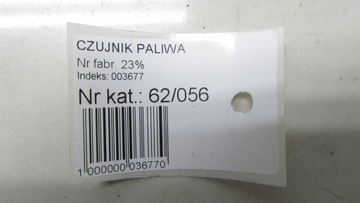 CZUJNIK PALIWA
Nr fabr. 23%
Indeks: 003677
Nr kat.: 62/056
1 000000 036770